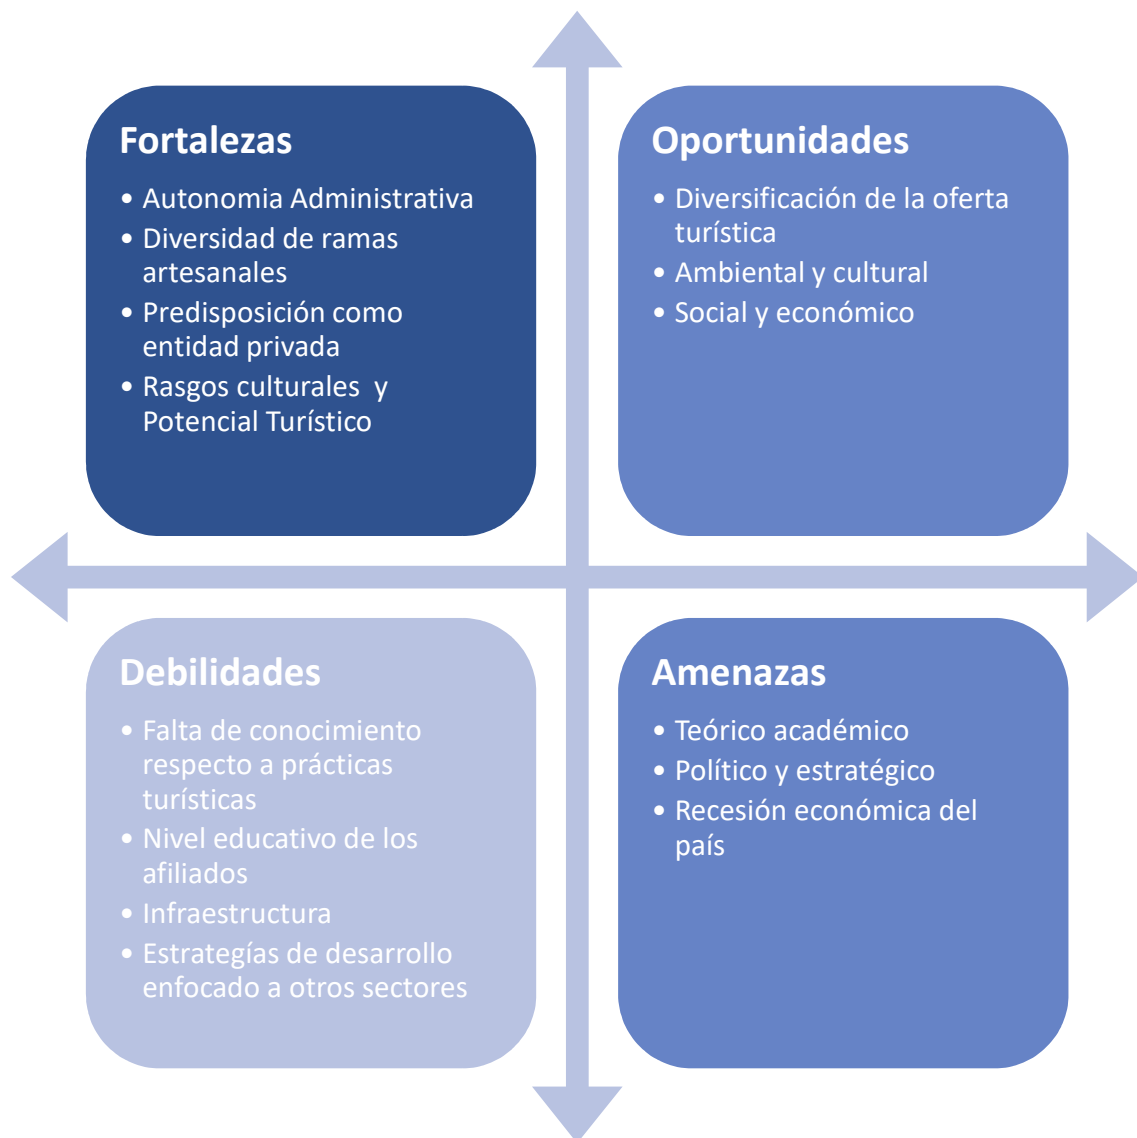 Fortalezas
• Autonomia Administrativa
• Diversidad de ramas
artesanales
• Predisposición como
entidad privada
• Rasgos culturales  y
Potencial Turístico
Oportunidades
• Diversificación de la oferta
turística
• Ambiental y cultural
• Social y económico
Debilidades
• Falta de conocimiento
respecto a prácticas
turísticas
• Nivel educativo de los
afiliados
• Infraestructura
• Estrategías de desarrollo
enfocado a otros sectores
Amenazas
• Teórico académico
• Político y estratégico
• Recesión económica del
país